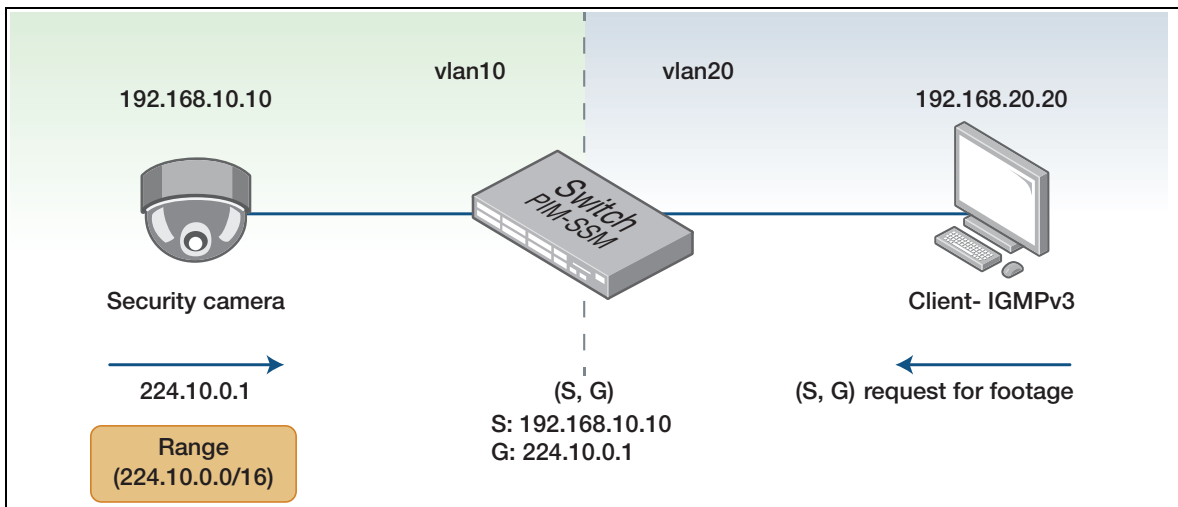 vlan10
vlan20
192.168.10.10
192.168.20.20
Switch
PIM-SSM
Security camera
Client- IGMPv3
224.10.0.1
(S, G)
(S, G) request for footage
S: 192.168.10.10
G: 224.10.0.1
Range
(224.10.0.0/16)